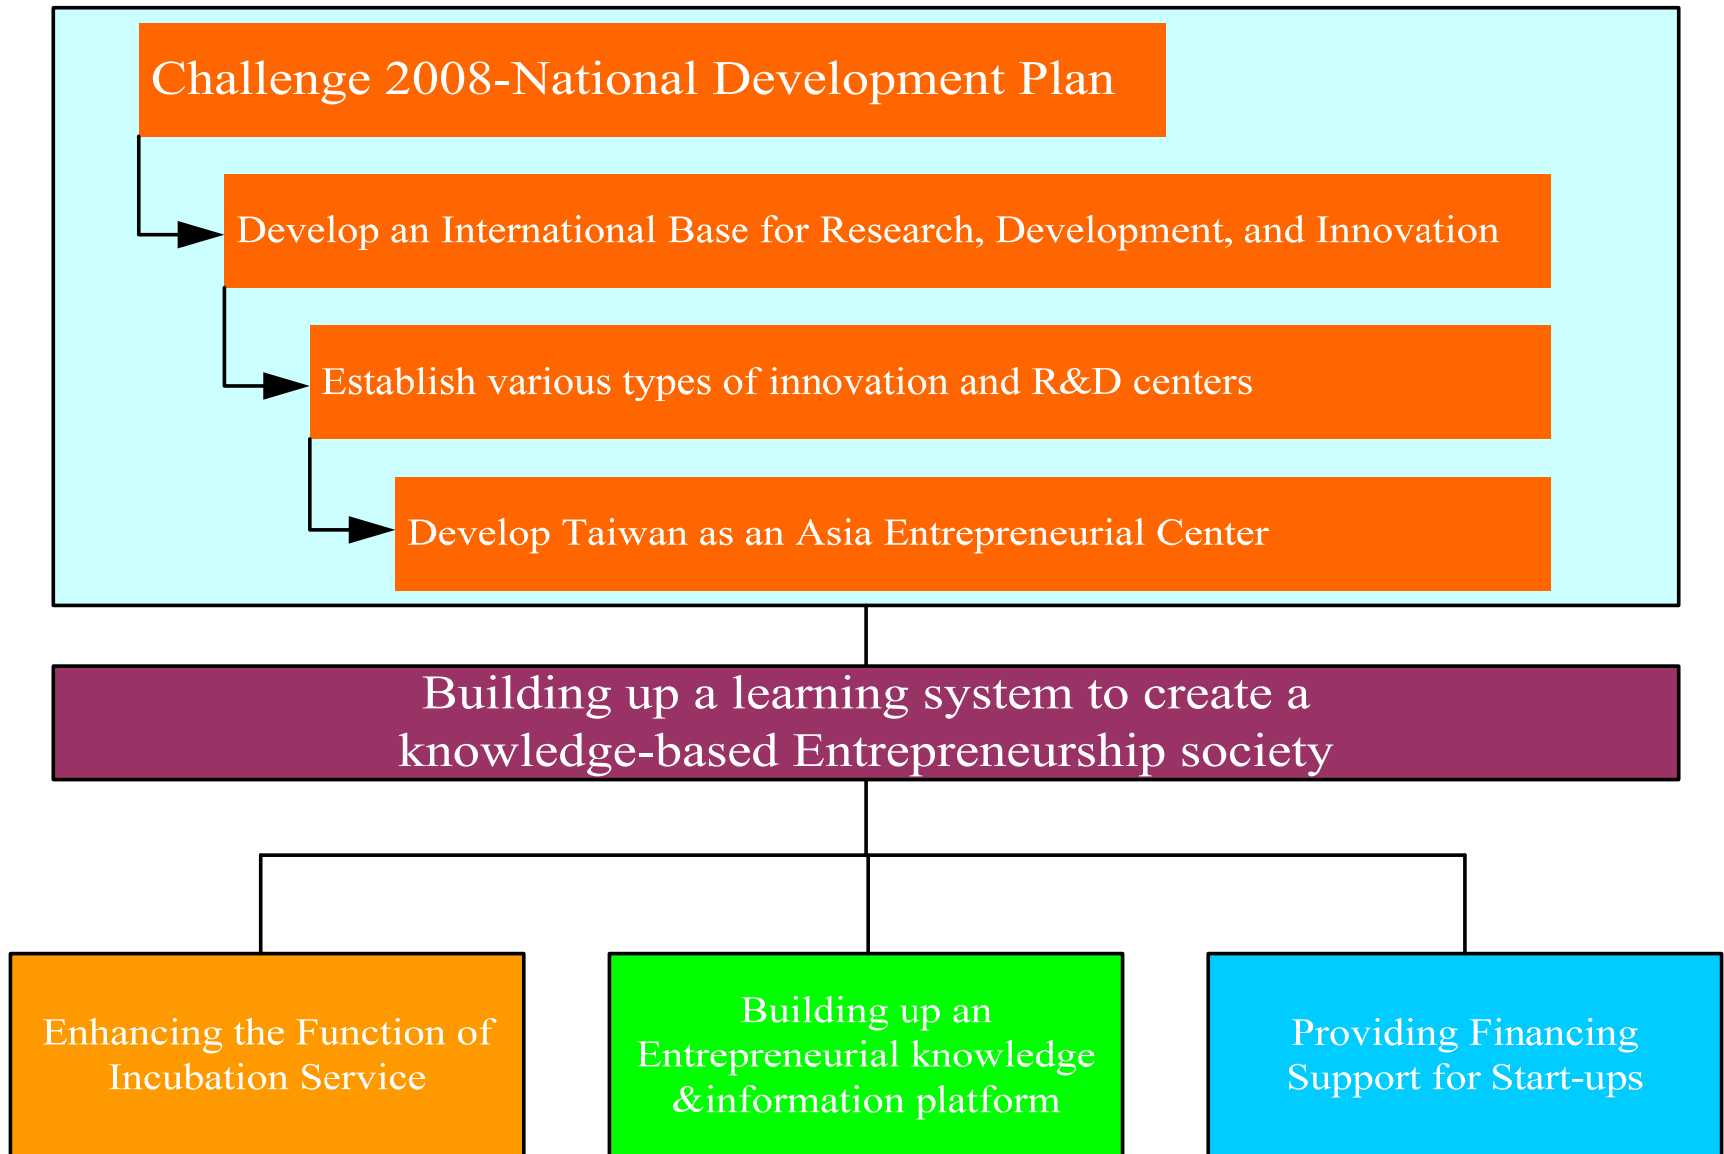 Challenge 2008-National Development Plan
Develop an International Base for Research, Development, and Innovation
Establish various types of innovation and R&D centers
Develop Taiwan as an Asia Entrepreneurial Center
Building up a learning system to create a
knowledge-based Entrepreneurship society
Enhancing the Function of
Incubation Service
Building up an
Entrepreneurial knowledge
&information platform
Providing Financing
Support for Start-ups